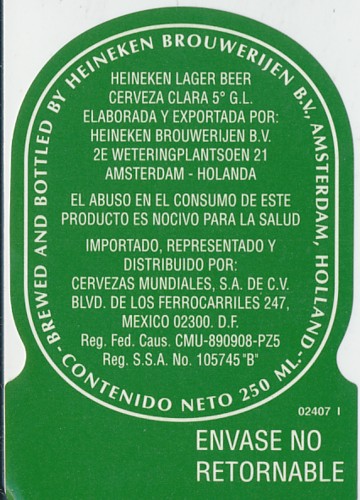 -BREWED AND BOTTLED BY HEINEKEN BROUWERIJEN B.V., AMSTERDAM, HOLLAND-
HEINEKEN LAGER BEER
CERVEZA CLARA 5° G.L.
ELABORADA Y EXPORTADA POR:
HEINEKEN BROUWERIJEN B.V.
2E WETERINGPLANTSOEN 21
AMSTERDAM - HOLANDA
EL ABUSO EN EL CONSUMO DE ESTE
PRODUCTO ES NOCIVO PARA LA SALUD
IMPORTADO, REPRESENTADO Y
DISTRIBUIDO POR:
CERVEZAS MUNDIALES, S.A. DE C.V.
BLVD. DE LOS FERROCARRILES 247,
MEXICO 02300. D.F.
Reg. Fed. Caus. CMU-890908-PZ5
Reg. S.S.A. No. 105745 "B"
CONTENIDO NETO 250 ML.
02407 I
ENVASE NO
RETORNABLE